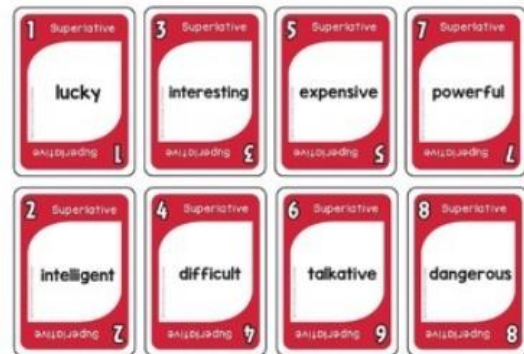 1 Superlative
lucky
Superlative 1
3 Superlative
interesting
Superlative 3
5 Superlative
expensive
Superlative 5
7 Superlative
powerful
Superlative 7
2 Superlative
intelligent
Superlative 2
4 Superlative
difficult
Superlative 4
6 Superlative
talkative
Superlative 6
8 Superlative
dangerous
Superlative 8